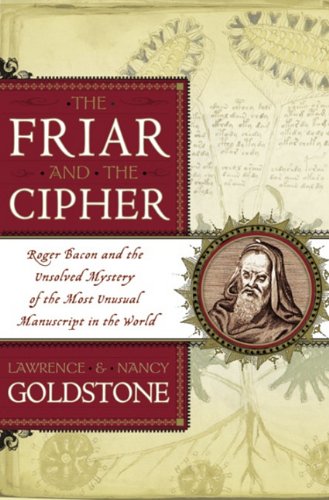 THE
FRIAR
AND THE
CIPHER
Roger Bacon and the
Unsolved Mystery
of the Most Unusual
Manuscript in the World
LAWRENCE & NANCY
GOLDSTONE